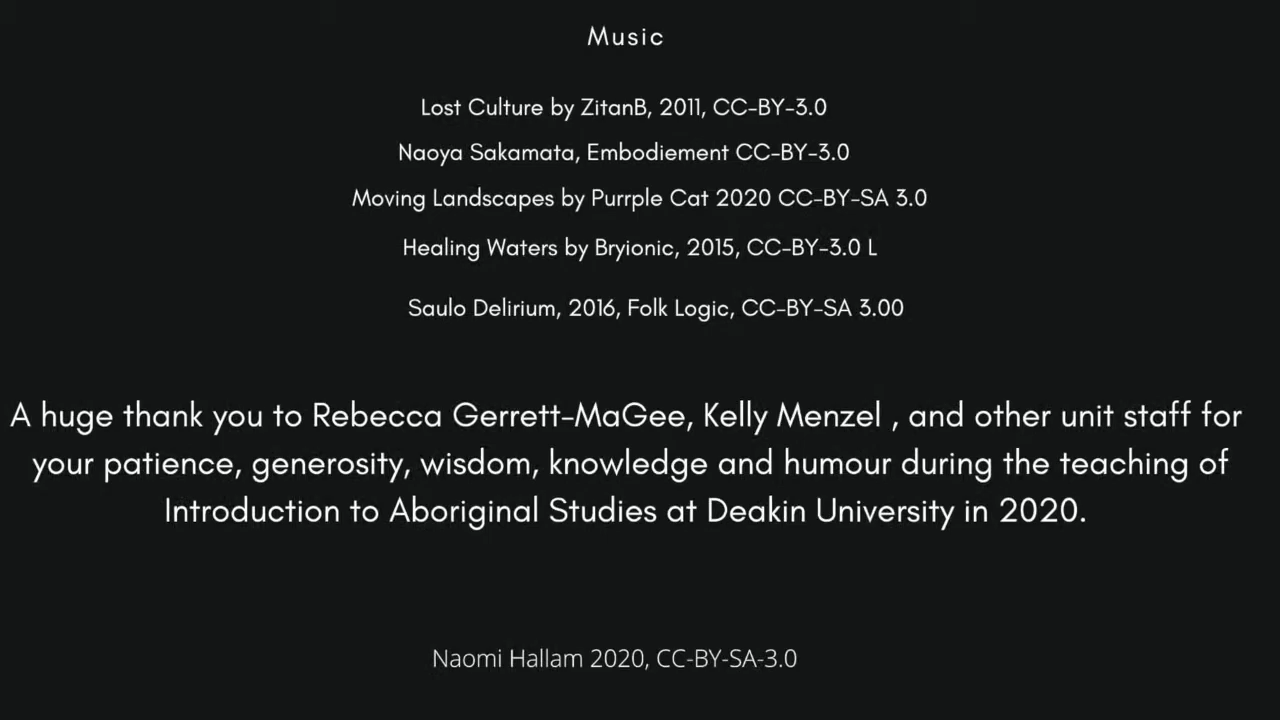 Music
Lost Culture by ZitanB, 2011, CC-BY-3.0
Naoya Sakamata, Embodiement CC-BY-3.0
Moving Landscapes by Purrple Cat 2020 CC-BY-SA 3.0
Healing Waters by Bryionic, 2015, CC-BY-3.0 L
Saulo Delirium, 2016, Folk Logic, CC-BY-SA 3.00
A huge thank you to Rebecca Gerrett-MaGee, Kelly Menzel , and other unit staff for
your patience, generosity, wisdom, knowledge and humour during the teaching of
Introduction to Aboriginal Studies at Deakin University in 2020.
Naomi Hallam 2020, CC-BY-SA-3.0